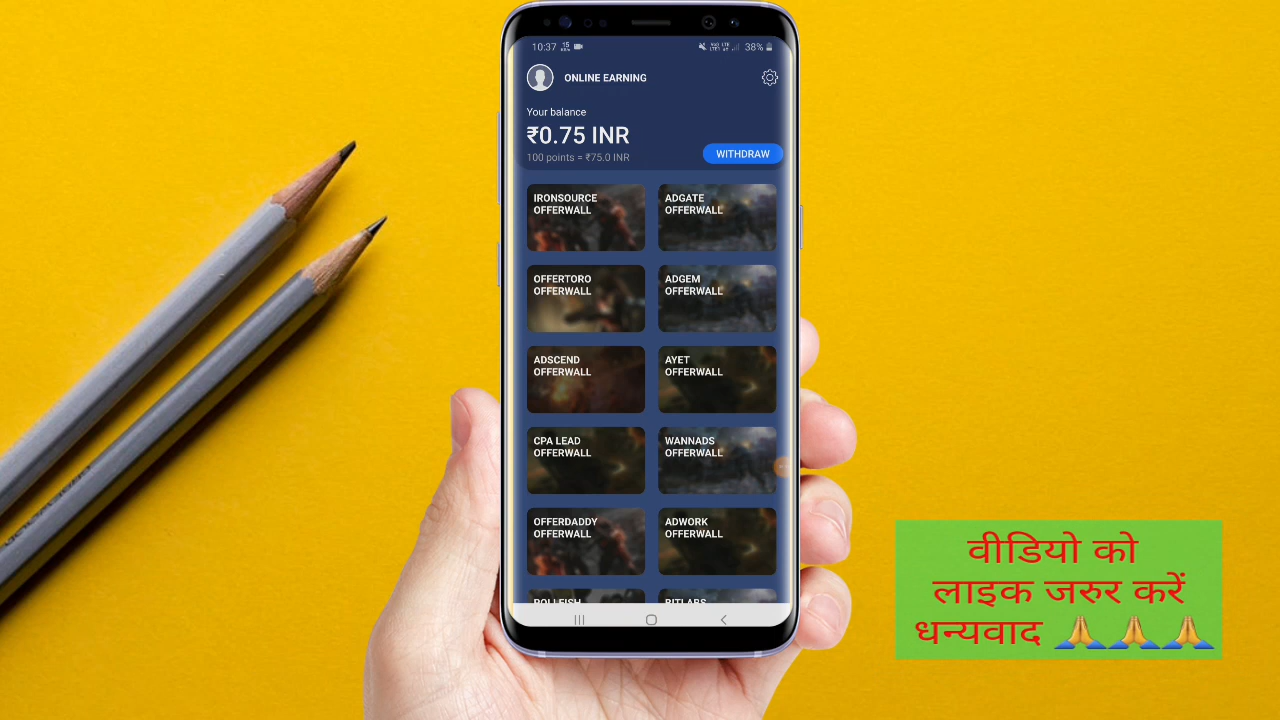 10:37
38%
ONLINE EARNING
Your balance
₹0.75 INR
100 points = ₹75.0 INR
WITHDRAW
IRONSOURCE
OFFERWALL
ADGATE
OFFERWALL
OFFERTORO
OFFERWALL
ADGEM
OFFERWALL
ADSCEND
OFFERWALL
AYET
OFFERWALL
CPA LEAD
OFFERWALL
WANNADS
OFFERWALL
OFFERDADDY
OFFERWALL
ADWORK
OFFERWALL
POLLFISH
BITLABS
वीडियो को
लाइक जरुर करें
धन्यवाद 🙏🙏🙏